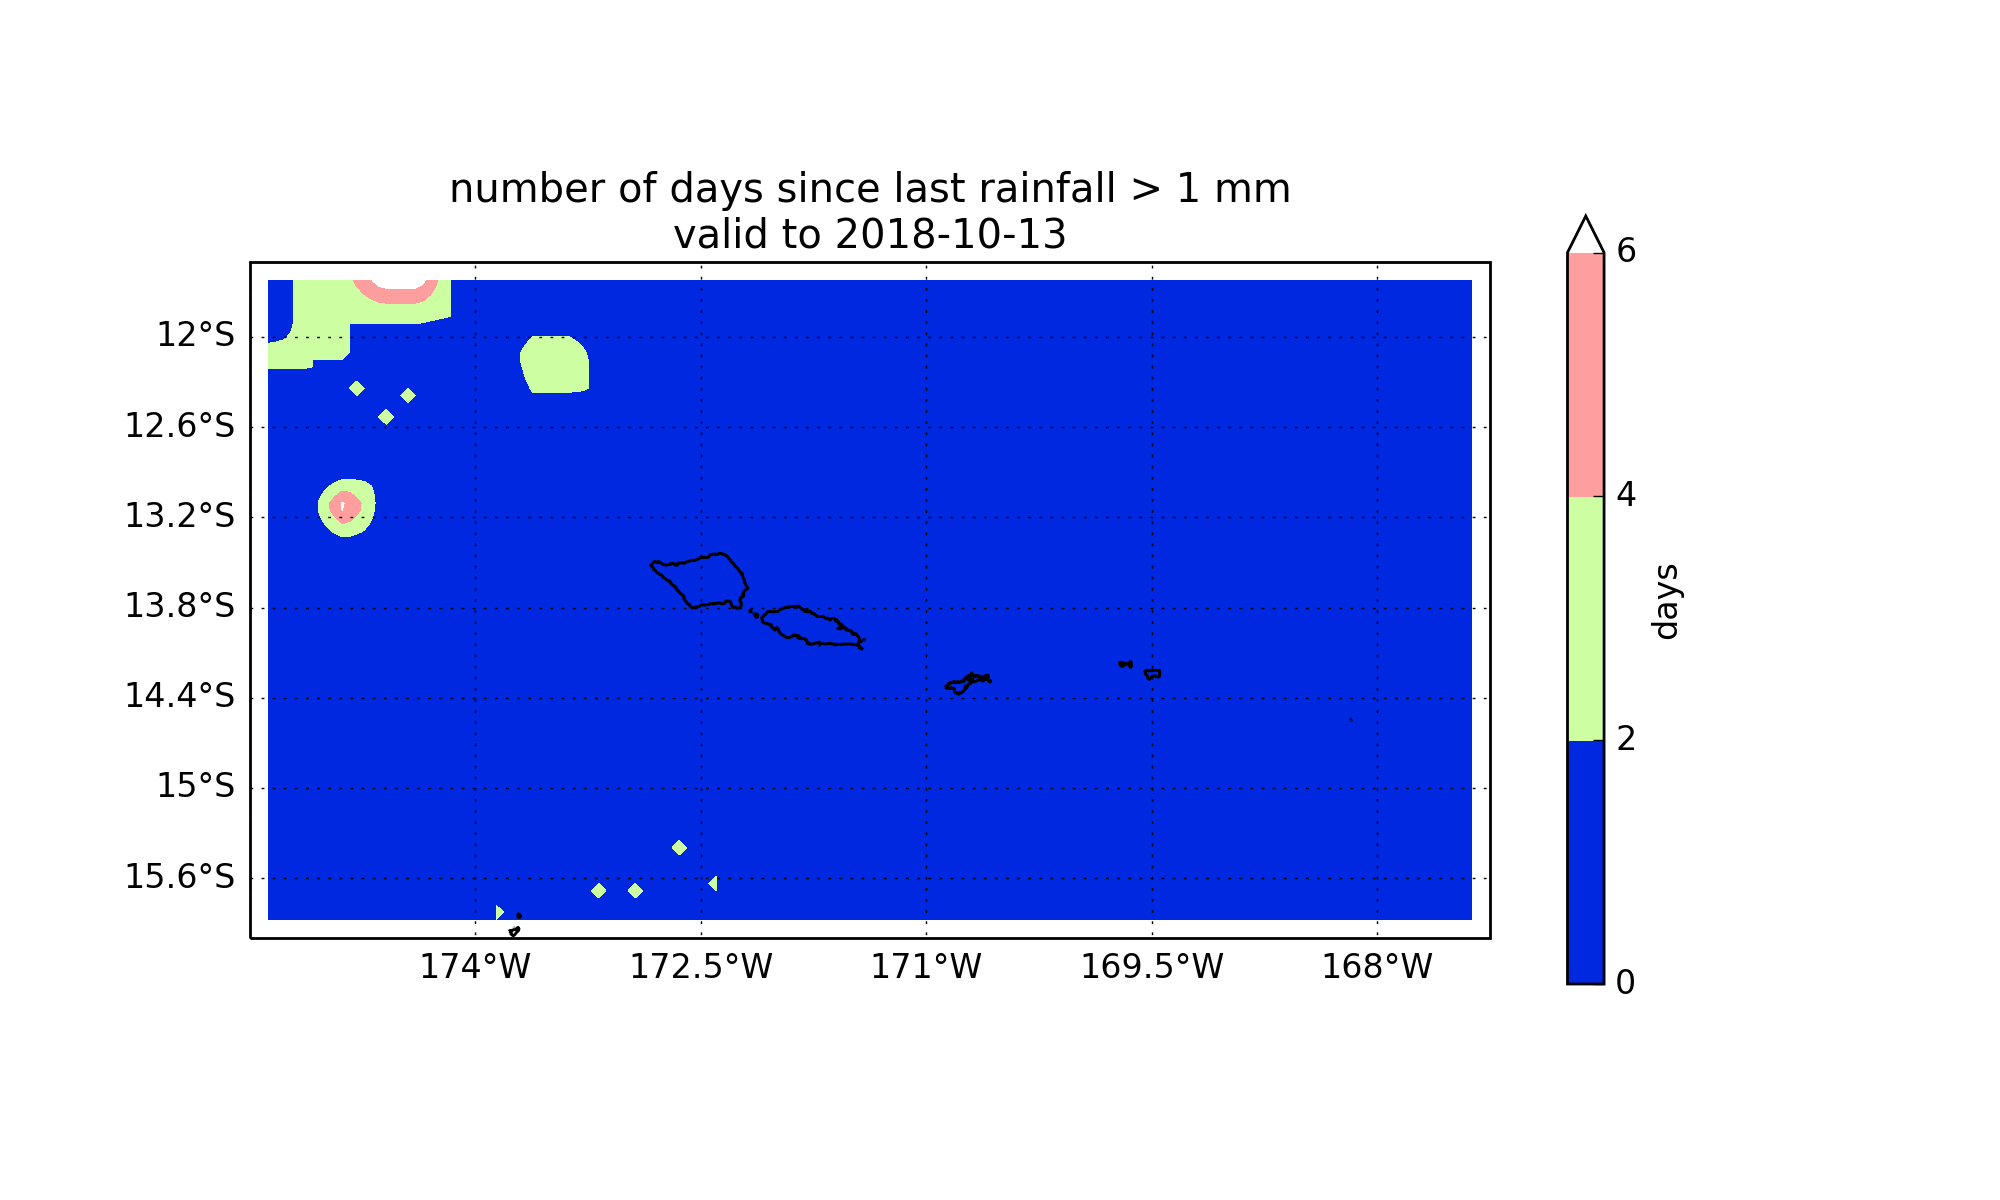 number of days since last rainfall > 1 mm
valid to 2018-10-13
12°S
12.6°S
13.2°S
13.8°S
14.4°S
15°S
15.6°S
174°W
172.5°W
171°W
169.5°W
168°W
6
4
2
0
days